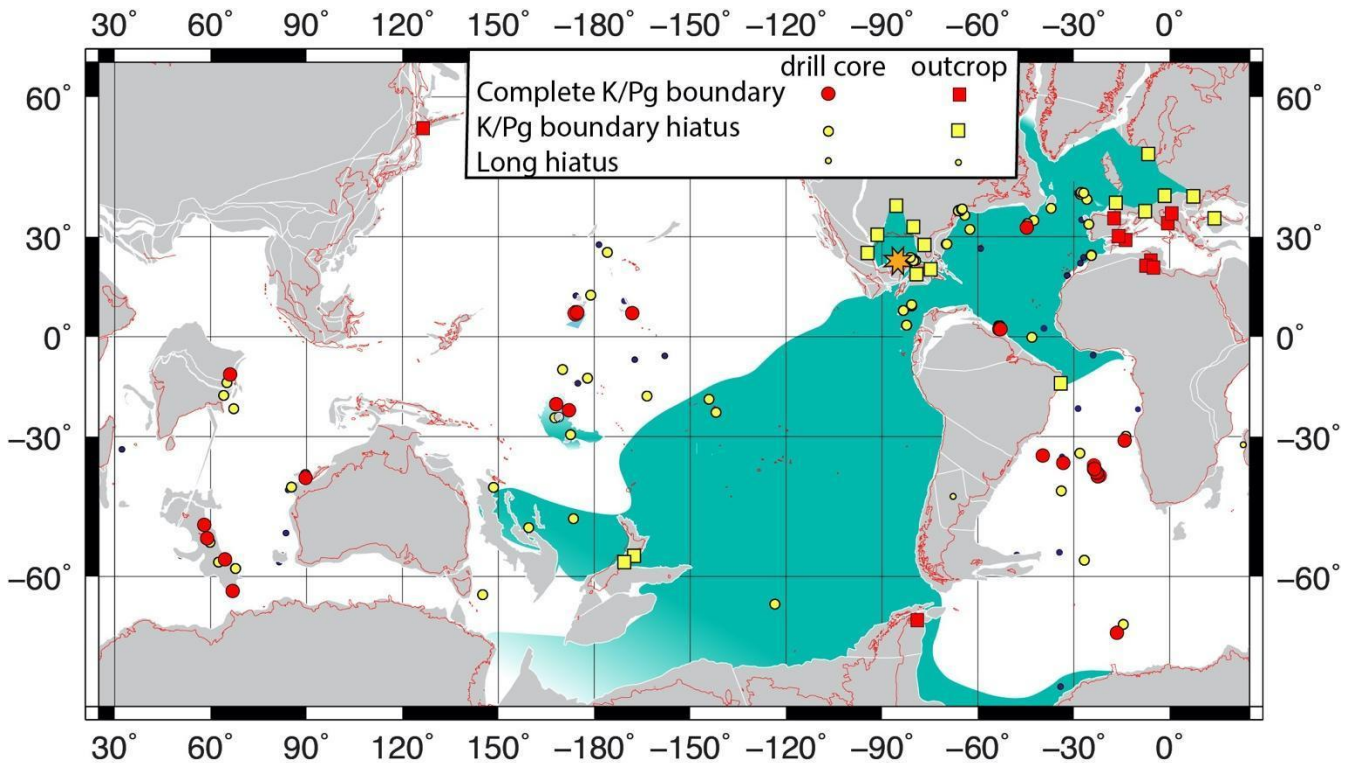 30° 60° 90° 120° 150° −180° −150° −120° −90° −60° −30° 0°
drill core outcrop
Complete K/Pg boundary
K/Pg boundary hiatus
Long hiatus
60° 60°
30° 30°
0° 0°
−30° −30°
−60° −60°
30° 60° 90° 120° 150° −180° −150° −120° −90° −60° −30° 0°